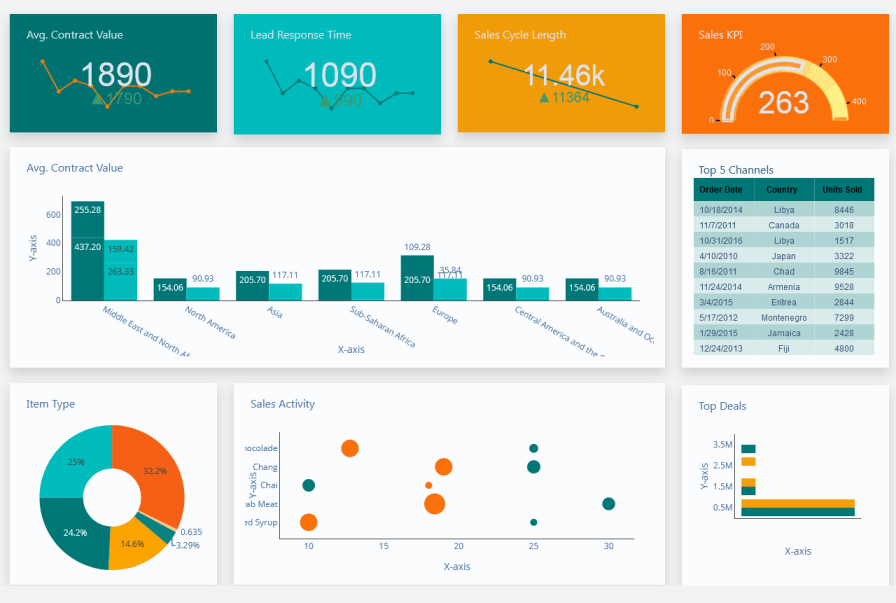 Avg. Contract Value
1890
1790
Lead Response Time
1090
Sales Cycle Length
11.46k
11364
Sales KPI
0
100
200
300
400
263
Avg. Contract Value
Y-axis
600
400
200
0
255.28
437.20
159.42
263.33
154.06
90.93
205.70
117.11
205.70
117.11
109.28
205.70
35.84
117.11
154.06
90.93
154.06
90.93
Middle East and North Af
North America
Asia
Sub-Saharan Africa
Europe
Central America and the
Australia and Oc
X-axis
Top 5 Channels
Order Date Country Units Sold
10/18/2014 Libya 8446
11/7/2011 Canada 3018
10/31/2016 Libya 1517
4/10/2010 Japan 3322
8/16/2011 Chad 9845
11/24/2014 Armenia 9528
3/4/2015 Eritrea 2844
5/17/2012 Montenegro 7299
1/29/2015 Jamaica 2428
12/24/2013 Fiji 4800
Item Type
25%
32.2%
24.2%
14.6%
0.635
3.29%
Sales Activity
Y-axis
ocolade
Chang
Chai
ab Meat
ed Syrup
10 15 20 25 30
X-axis
Top Deals
Y-axis
3.5M
2.5M
1.5M
0.5M
X-axis